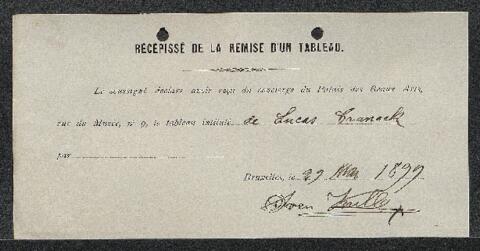 RÉCÉPISSÉ DE LA REMISE D'UN TABLEAU.
Le soussigné déclare avoir reçu du concierge du Palais des Beaux Arts,
rue du Musée, n° 9, le tableau intitulé de Lucas Cranack
par
Bruxelles, le 29 Mai 1899